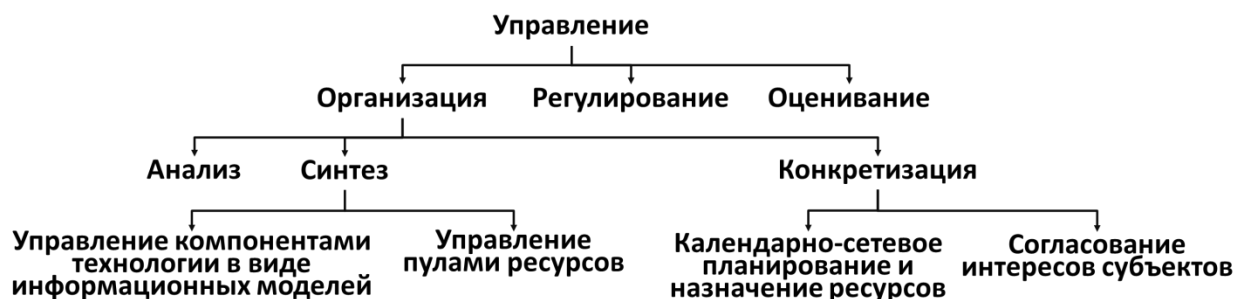 Управление
Организация
Регулирование
Оценивание
Анализ
Синтез
Конкретизация
Управление компонентами
технологии в виде
информационных моделей
Управление
пулами ресурсов
Календарно-сетевое
планирование и
назначение ресурсов
Согласование
интересов субъектов